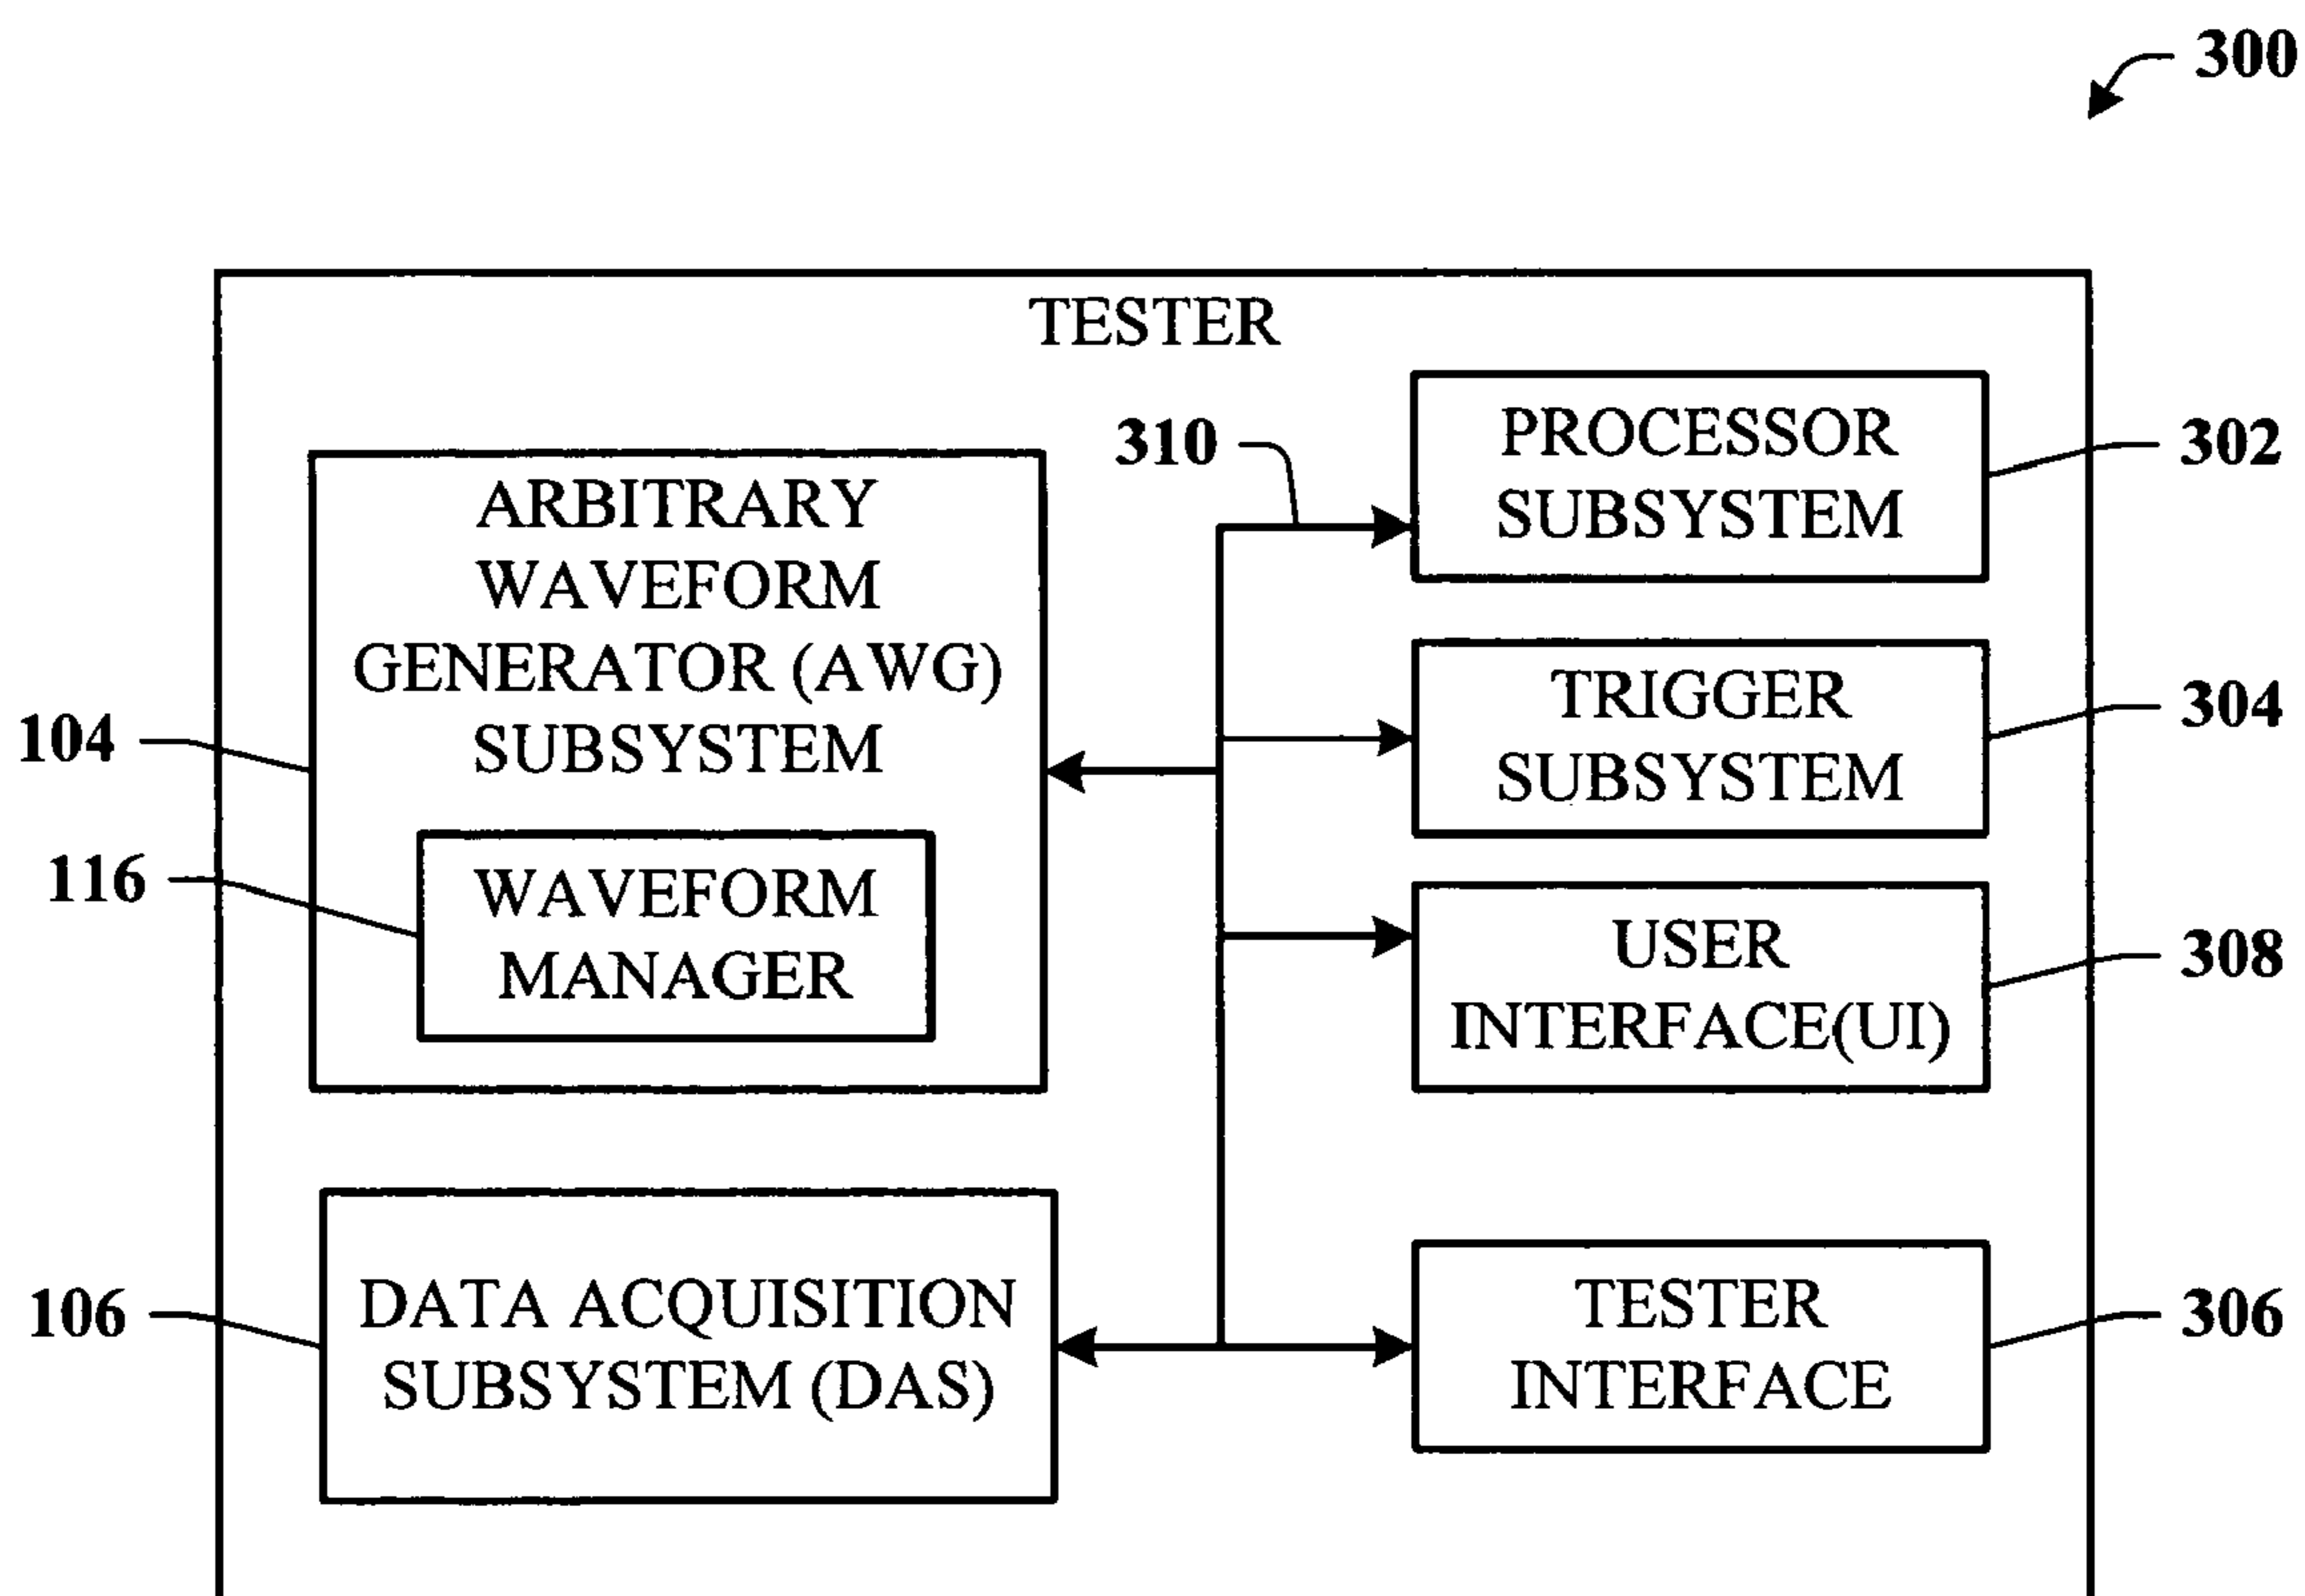 300
TESTER
310
PROCESSOR
SUBSYSTEM
302
ARBITRARY
WAVEFORM
GENERATOR (AWG)
SUBSYSTEM
104
TRIGGER
SUBSYSTEM
304
116
WAVEFORM
MANAGER
USER
INTERFACE(UI)
308
106
DATA ACQUISITION
SUBSYSTEM (DAS)
TESTER
INTERFACE
306